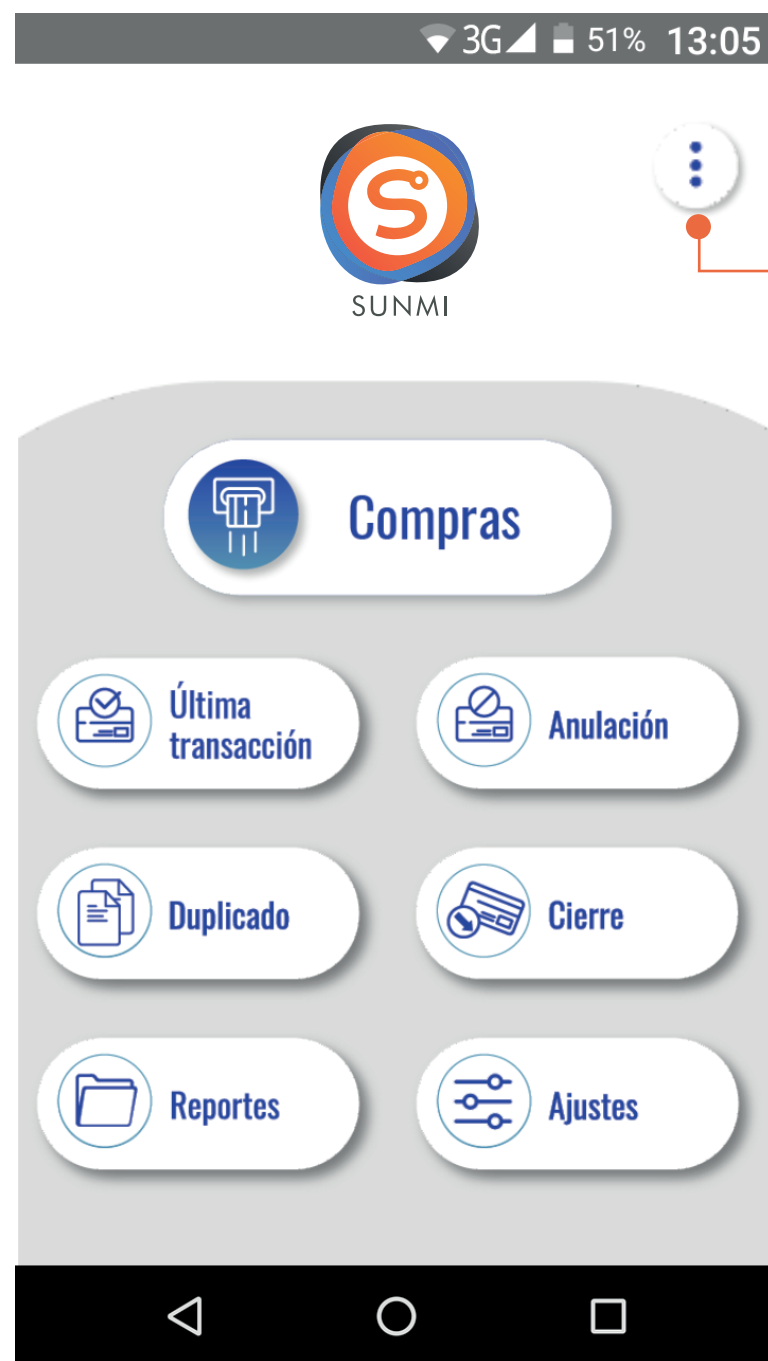 3G 51% 13:05
SUNMI
Compras
Última
transacción
Anulación
Duplicado
Cierre
Reportes
Ajustes